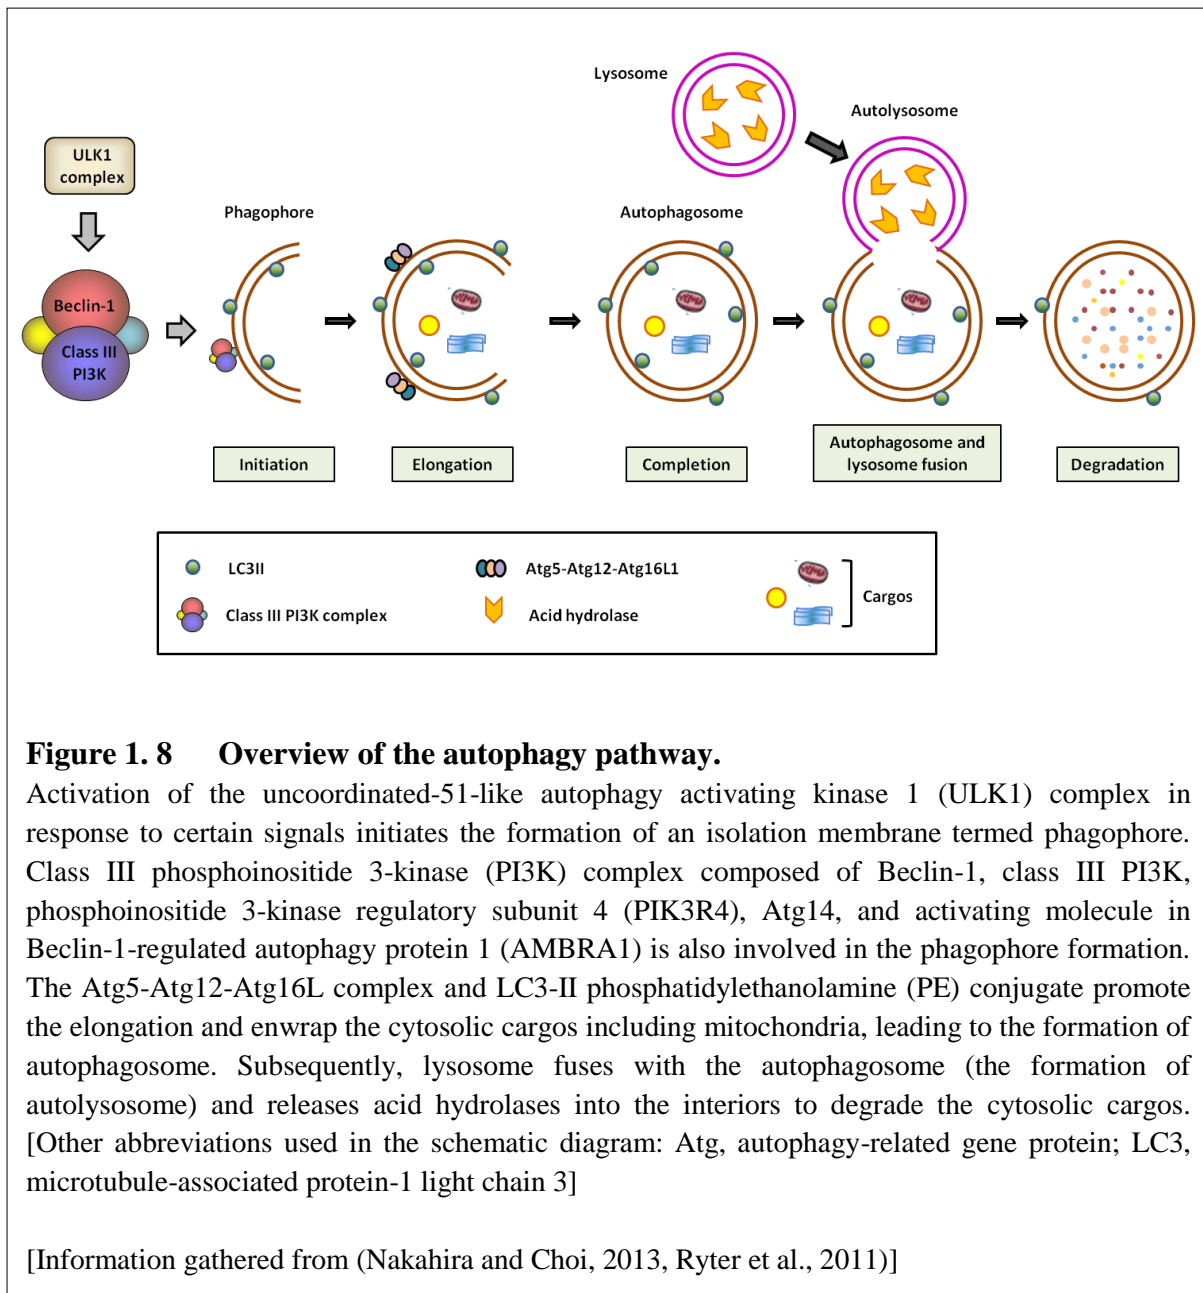 Lysosome
Autolysosome
ULK1
complex
Phagophore
Autophagosome
Beclin-1
Class III
PI3K
Initiation
Elongation
Completion
Autophagosome and
lysosome fusion
Degradation
LC3II
Atg5-Atg12-Atg16L1
Cargos
Class III PI3K complex
Acid hydrolase
Figure 1. 8 Overview of the autophagy pathway.
Activation of the uncoordinated-51-like autophagy activating kinase 1 (ULK1) complex in
response to certain signals initiates the formation of an isolation membrane termed phagophore.
Class III phosphoinositide 3-kinase (PI3K) complex composed of Beclin-1, class III PI3K,
phosphoinositide 3-kinase regulatory subunit 4 (PIK3R4), Atg14, and activating molecule in
Beclin-1-regulated autophagy protein 1 (AMBRA1) is also involved in the phagophore formation.
The Atg5-Atg12-Atg16L complex and LC3-II phosphatidylethanolamine (PE) conjugate promote
the elongation and enwrap the cytosolic cargos including mitochondria, leading to the formation of
autophagosome. Subsequently, lysosome fuses with the autophagosome (the formation of
autolysosome) and releases acid hydrolases into the interiors to degrade the cytosolic cargos.
[Other abbreviations used in the schematic diagram: Atg, autophagy-related gene protein; LC3,
microtubule-associated protein-1 light chain 3]
[Information gathered from (Nakahira and Choi, 2013, Ryter et al., 2011)]